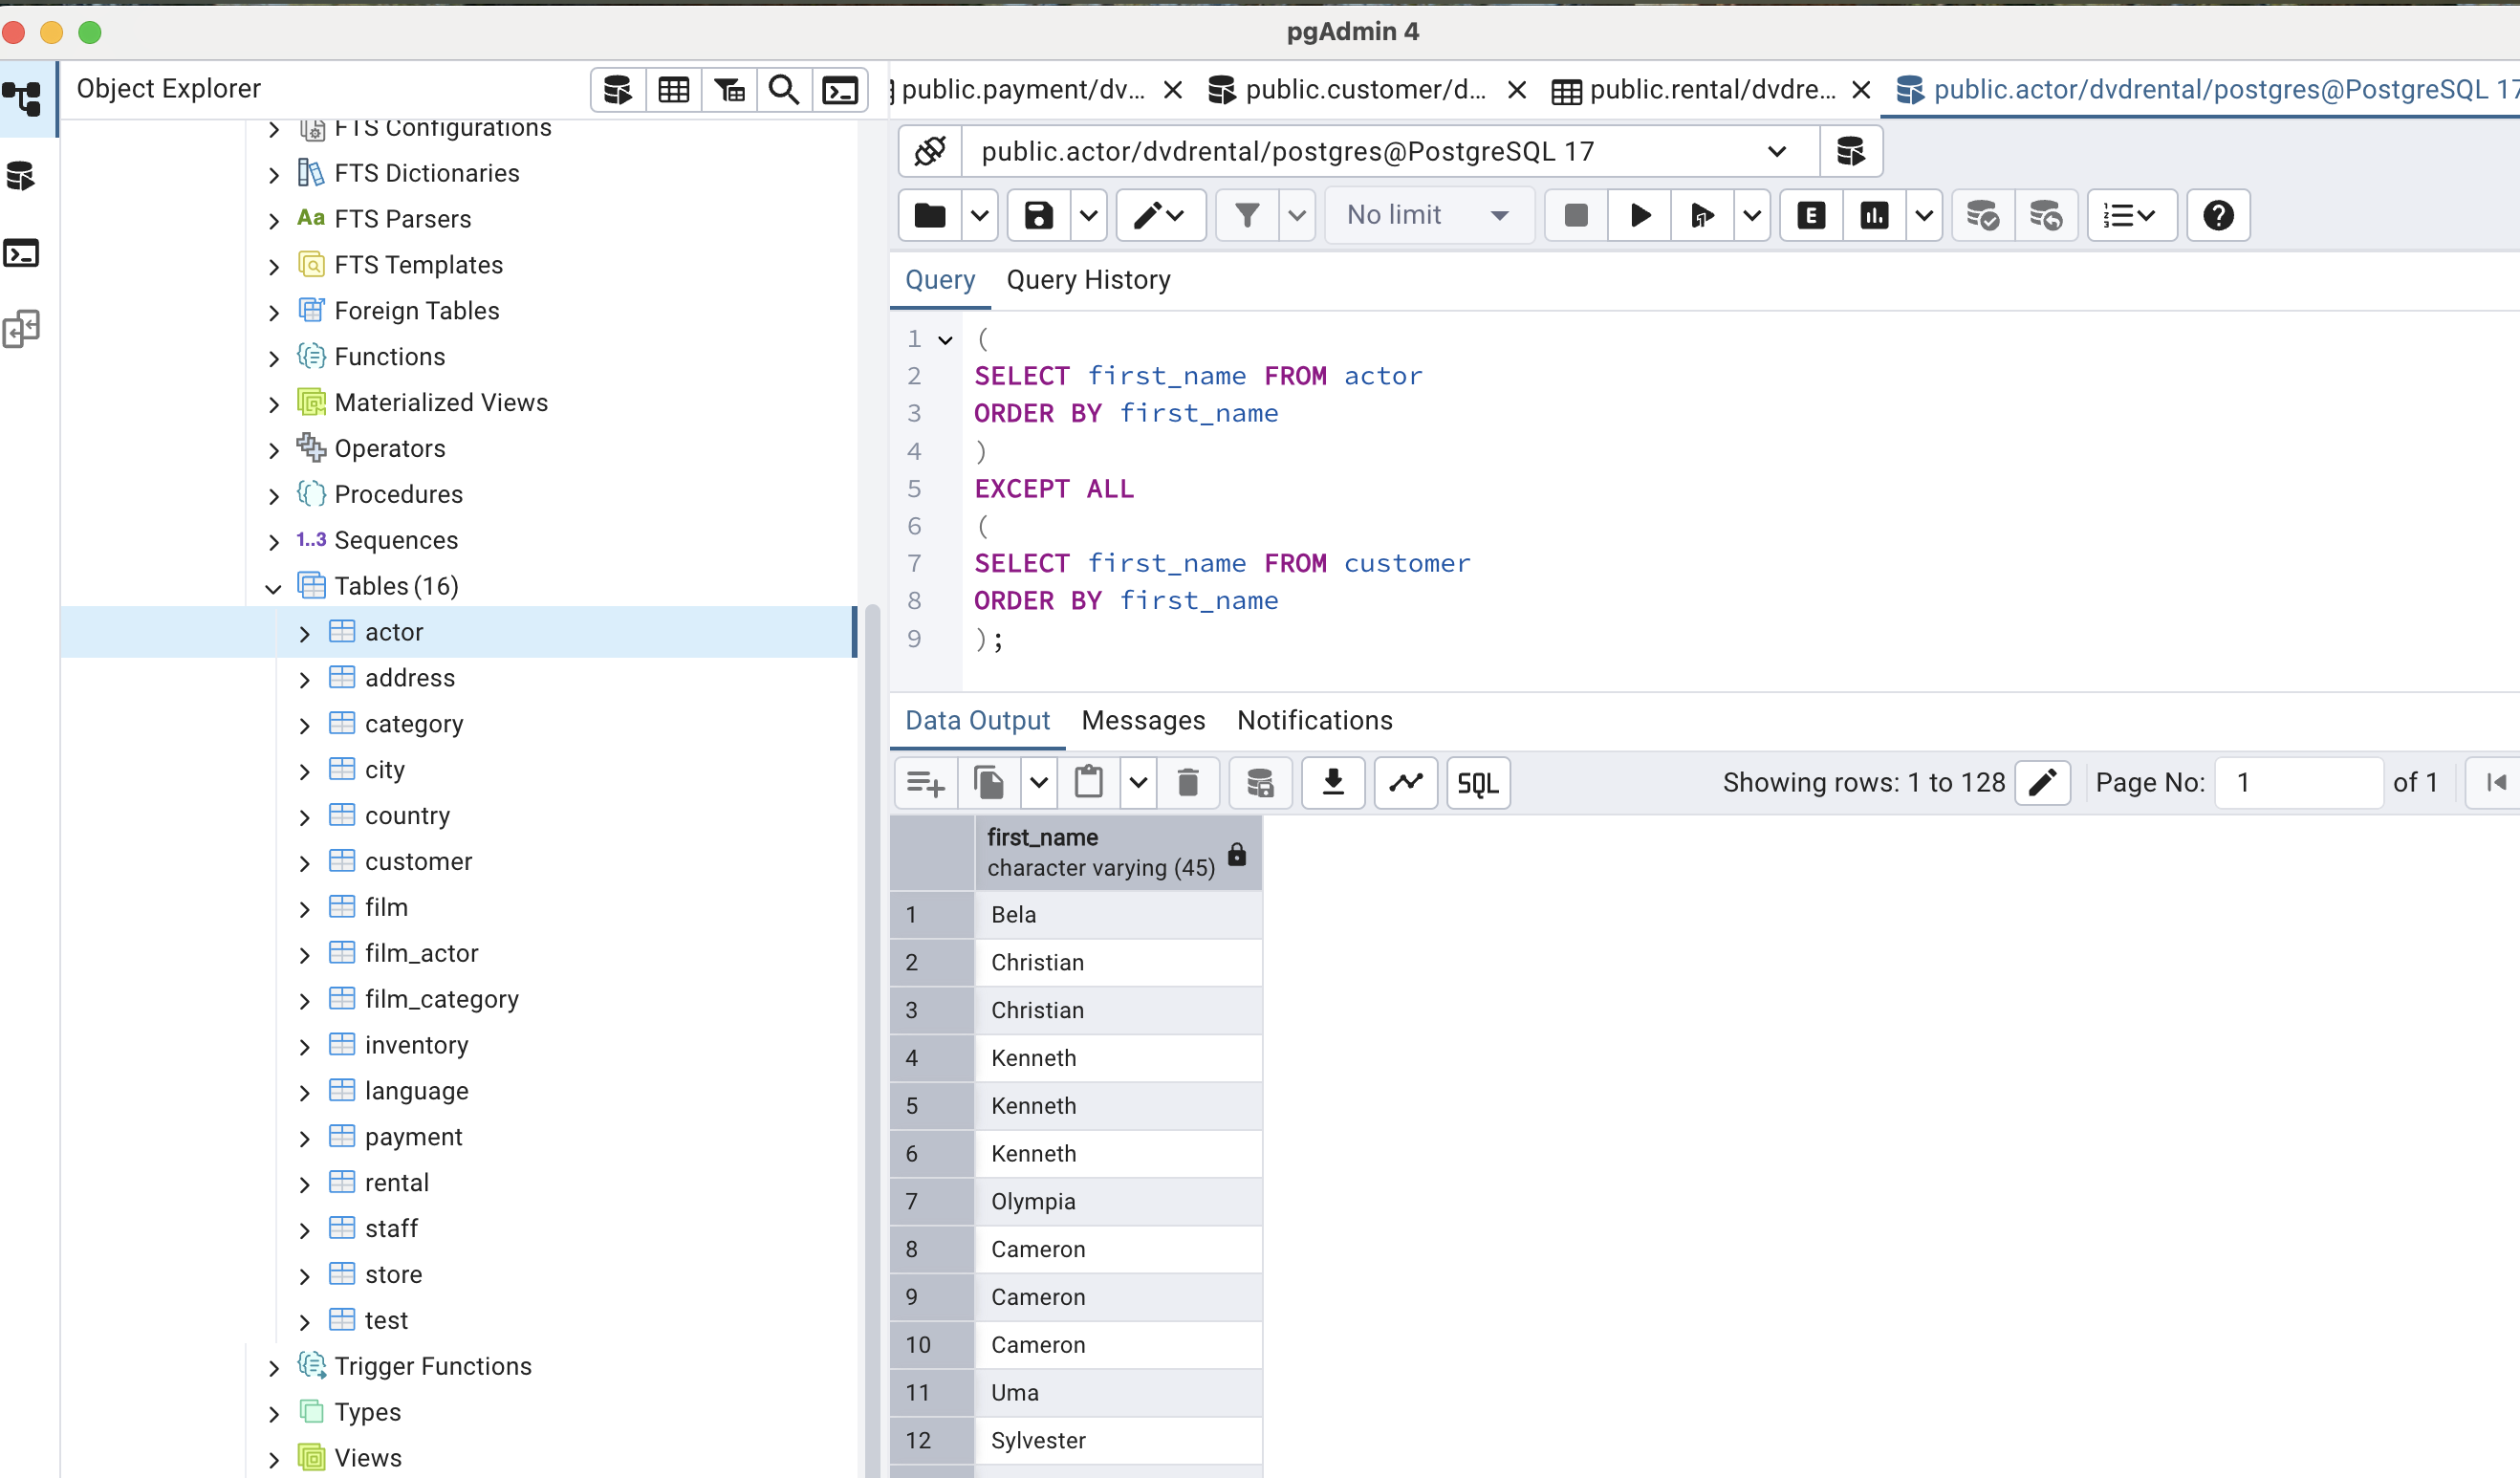 pgAdmin 4
Object Explorer
FTS Configurations
FTS Dictionaries
Aa FTS Parsers
FTS Templates
Foreign Tables
Functions
Materialized Views
Operators
Procedures
1..3 Sequences
Tables (16)
actor
address
category
city
country
customer
film
film_actor
film_category
inventory
language
payment
rental
staff
store
test
Trigger Functions
Types
Views
public.payment/dv... public.customer/d... public.rental/dvdre... public.actor/dvdrental/postgres@PostgreSQL 17
public.actor/dvdrental/postgres@PostgreSQL 17
No limit E
Query Query History
1 (
2 SELECT first_name FROM actor
3 ORDER BY first_name
4 )
5 EXCEPT ALL
6 (
7 SELECT first_name FROM customer
8 ORDER BY first_name
9 );
Data Output Messages Notifications
SQL Showing rows: 1 to 128 Page No: 1 of 1
first_name
character varying (45)
1 Bela
2 Christian
3 Christian
4 Kenneth
5 Kenneth
6 Kenneth
7 Olympia
8 Cameron
9 Cameron
10 Cameron
11 Uma
12 Sylvester